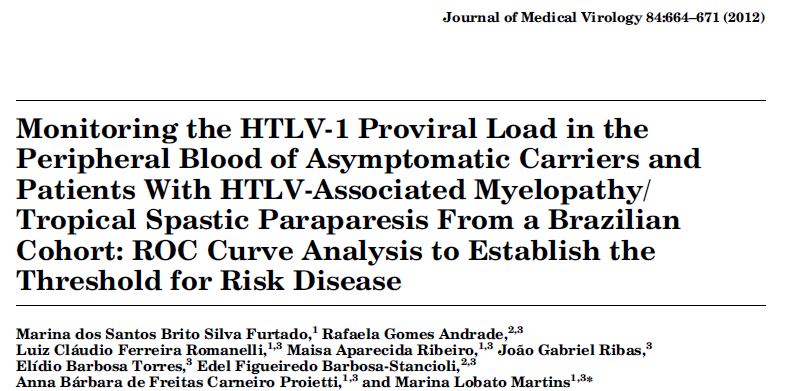 Journal of Medical Virology 84:664–671 (2012)
Monitoring the HTLV-1 Proviral Load in the
Peripheral Blood of Asymptomatic Carriers and
Patients With HTLV-Associated Myelopathy/
Tropical Spastic Paraparesis From a Brazilian
Cohort: ROC Curve Analysis to Establish the
Threshold for Risk Disease
Marina dos Santos Brito Silva Furtado,1 Rafaela Gomes Andrade,2,3
Luiz Cláudio Ferreira Romanelli,1,3 Maisa Aparecida Ribeiro,1,3 João Gabriel Ribas,3
Elídio Barbosa Torres,3 Edel Figueiredo Barbosa-Stancioli,2,3
Anna Bárbara de Freitas Carneiro Proietti,1,3 and Marina Lobato Martins1,3*